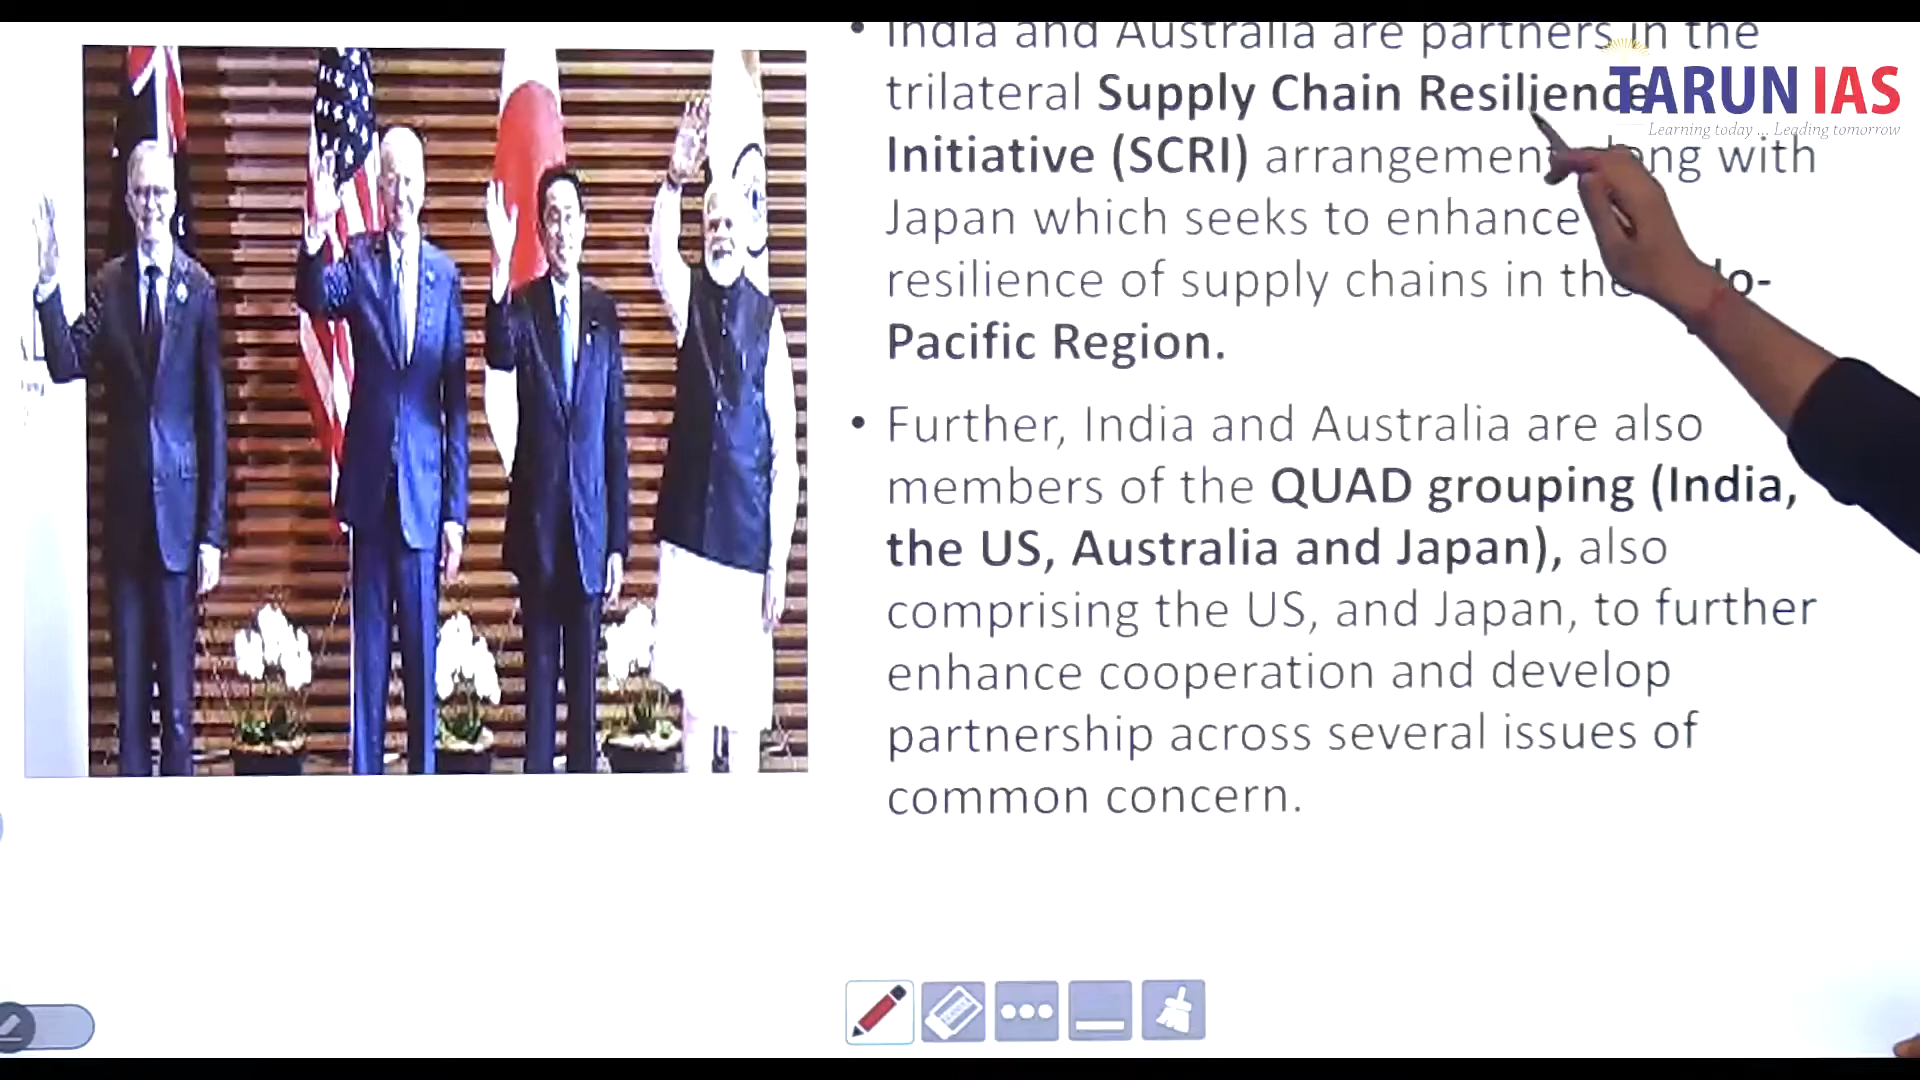 • India and Australia are partners in the
trilateral Supply Chain Resilience
Initiative (SCRI) arrangement along with
Japan which seeks to enhance
resilience of supply chains in the
Pacific Region.
• Further, India and Australia are also
members of the QUAD grouping (India,
the US, Australia and Japan), also
comprising the US, and Japan, to further
enhance cooperation and develop
partnership across several issues of
common concern.
TARUN IAS
Learning today ... Leading tomorrow